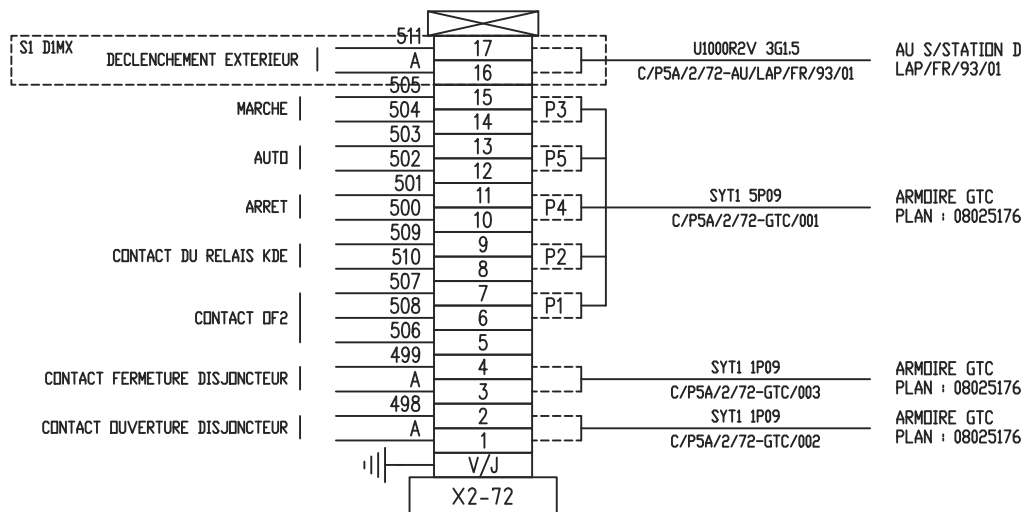 S1 D1MX
DECLENCHEMENT EXTERIEUR
511
17
A
16
U1000R2V 3G1.5
C/P5A/2/72-AU/LAP/FR/93/01
AU S/STATION D
LAP/FR/93/01
MARCHE
505
15
504
14
P3
AUTO
503
13
502
12
P5
ARRET
501
11
500
10
P4
SYT1 5P09
C/P5A/2/72-GTC/001
ARMOIRE GTC
PLAN : 08025176
CONTACT DU RELAIS KDE
509
9
510
8
P2
CONTACT OF2
507
7
508
6
506
5
P1
CONTACT FERMETURE DISJONCTEUR
499
4
A
3
SYT1 1P09
C/P5A/2/72-GTC/003
ARMOIRE GTC
PLAN : 08025176
CONTACT OUVERTURE DISJONCTEUR
498
2
A
1
SYT1 1P09
C/P5A/2/72-GTC/002
ARMOIRE GTC
PLAN : 08025176
V/J
X2-72